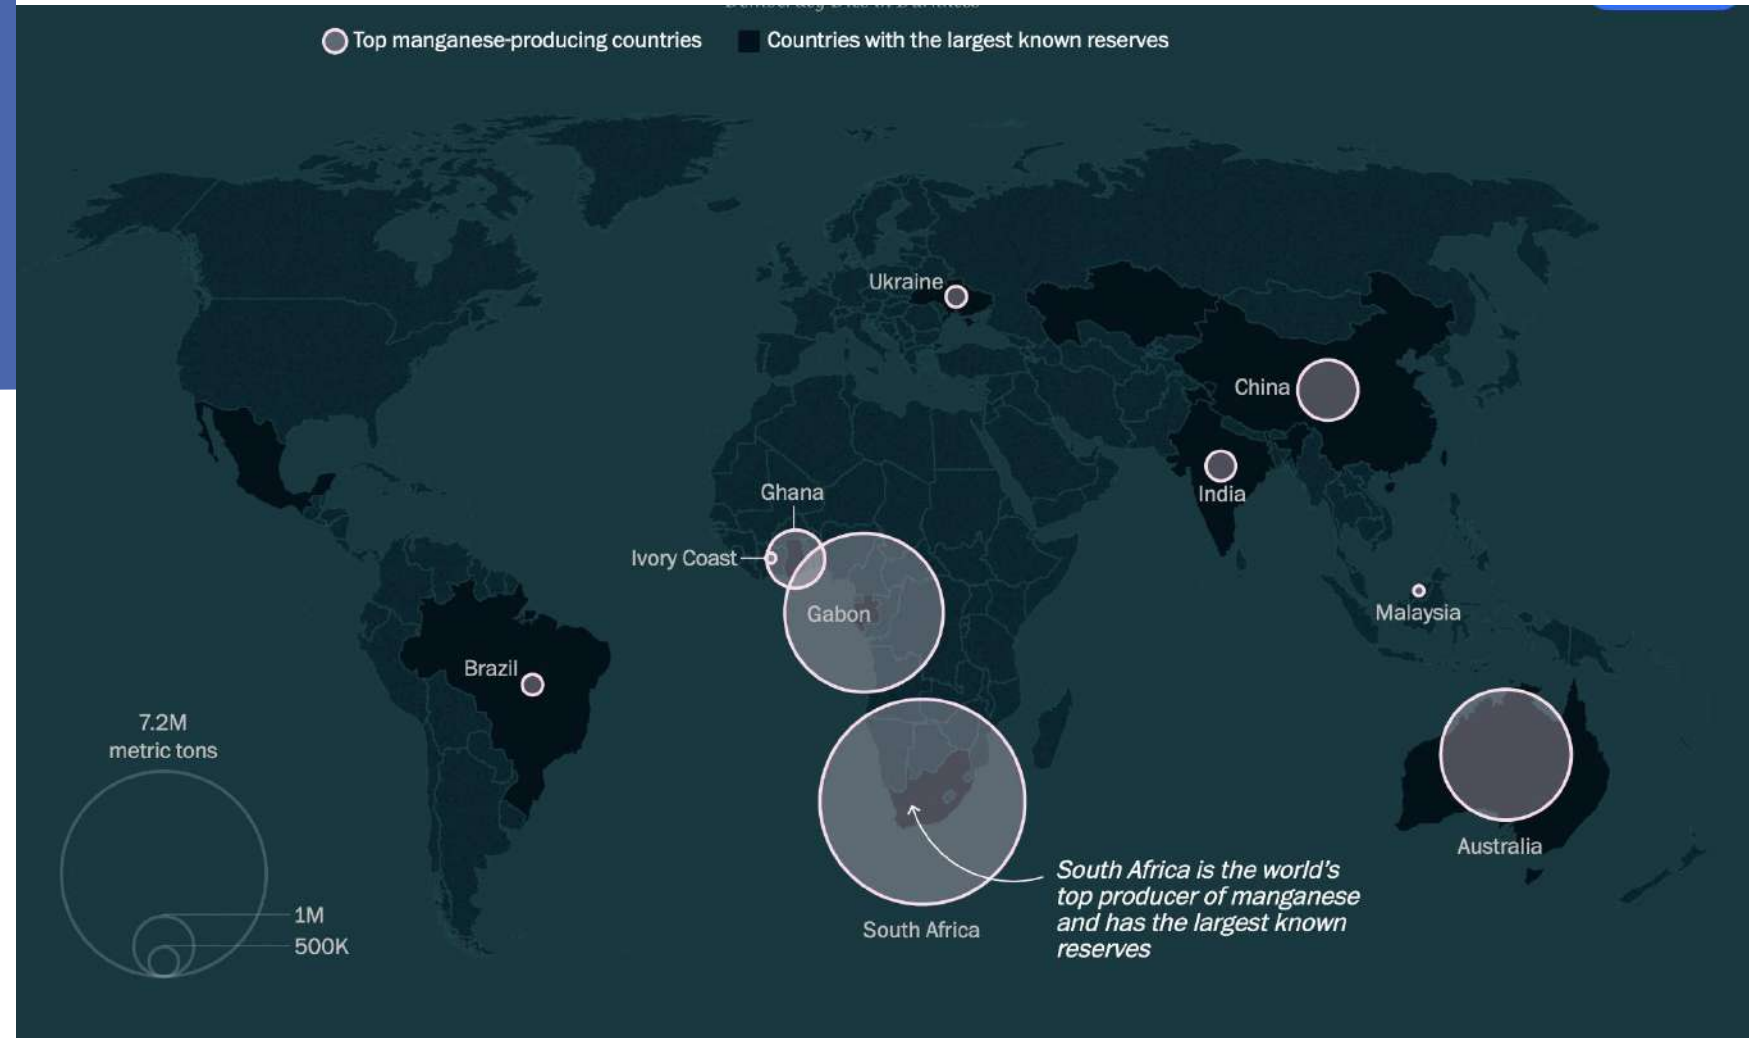 Top manganese-producing countries
Countries with the largest known reserves
Ukraine
China
India
Ghana
Ivory Coast
Gabon
Malaysia
Brazil
7.2M
metric tons
1M
500K
Australia
South Africa
South Africa is the world's
top producer of manganese
and has the largest known
reserves